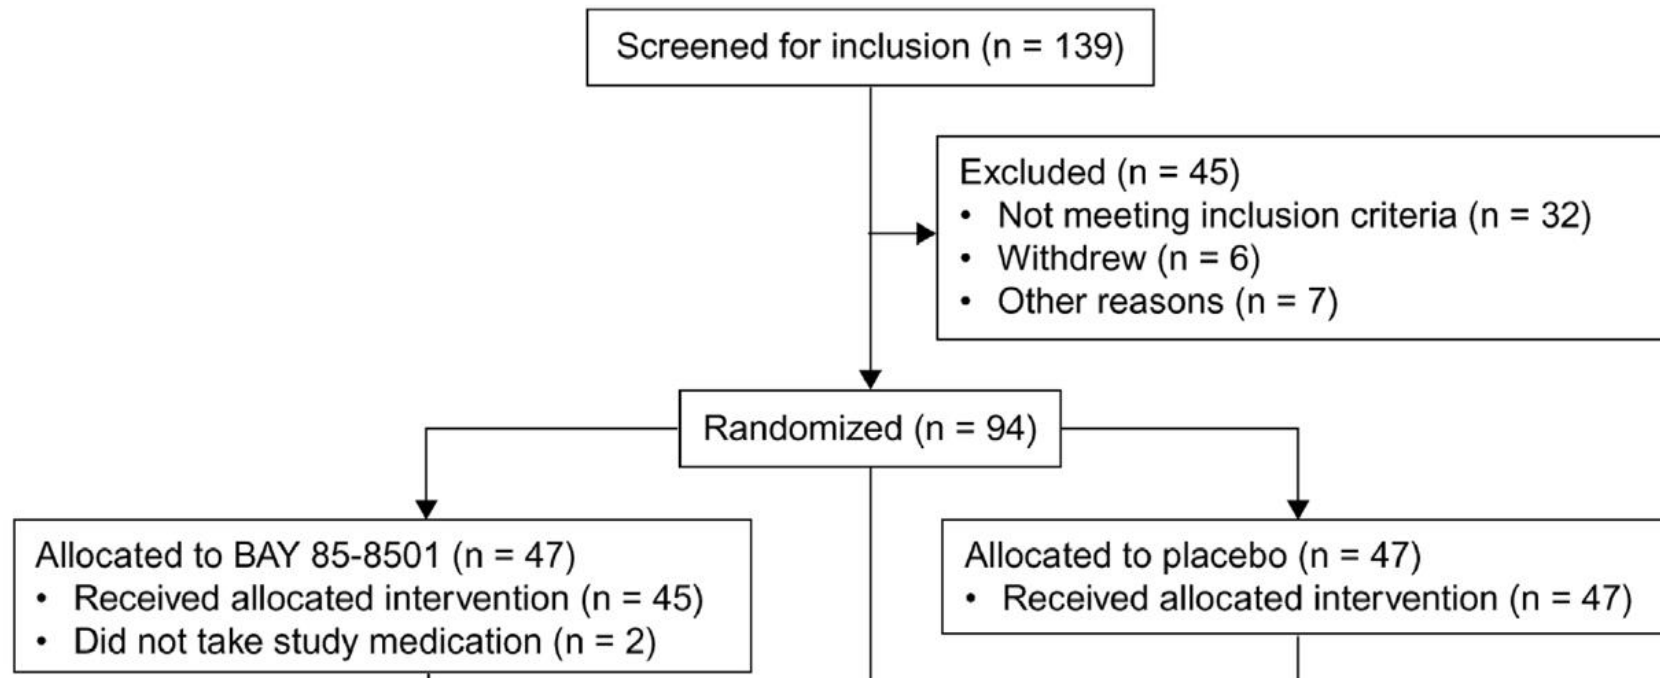 Screened for inclusion (n = 139)
Excluded (n = 45)
• Not meeting inclusion criteria (n = 32)
• Withdrew (n = 6)
• Other reasons (n = 7)
Randomized (n = 94)
Allocated to BAY 85-8501 (n = 47)
• Received allocated intervention (n = 45)
• Did not take study medication (n = 2)
Allocated to placebo (n = 47)
• Received allocated intervention (n = 47)